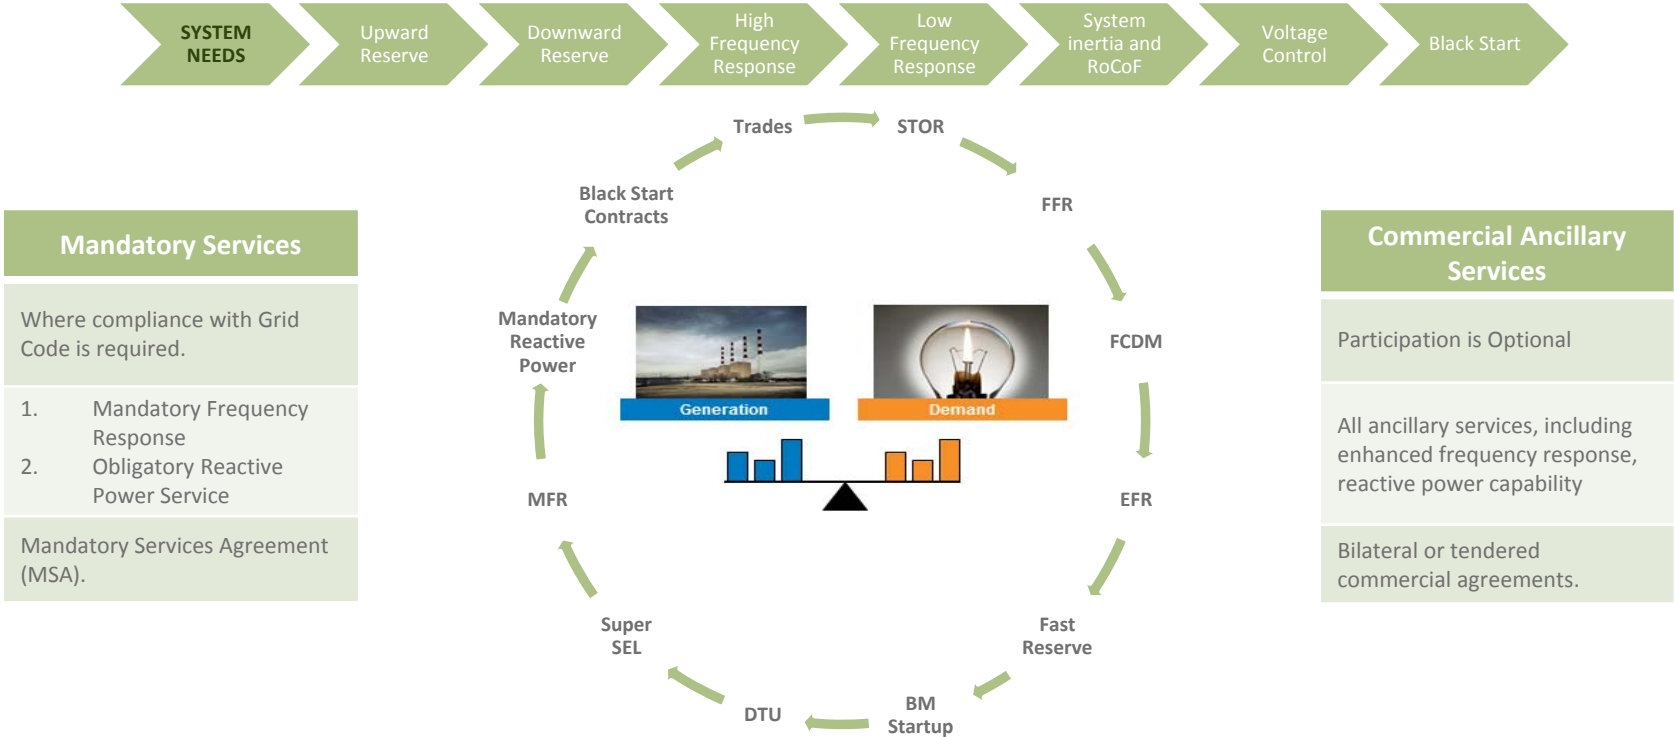 SYSTEM
NEEDS
Upward
Reserve
Downward
Reserve
High
Frequency
Response
Low
Frequency
Response
System
inertia and
RoCoF
Voltage
Control
Black Start
Trades
STOR
FFR
FCDM
EFR
Fast
Reserve
BM
Startup
DTU
Super
SEL
MFR
Mandatory
Reactive
Power
Black Start
Contracts
Generation
Demand
Mandatory Services
Where compliance with Grid
Code is required.
1. Mandatory Frequency
Response
2. Obligatory Reactive
Power Service
Mandatory Services Agreement
(MSA).
Commercial Ancillary
Services
Participation is Optional
All ancillary services, including
enhanced frequency response,
reactive power capability
Bilateral or tendered
commercial agreements.